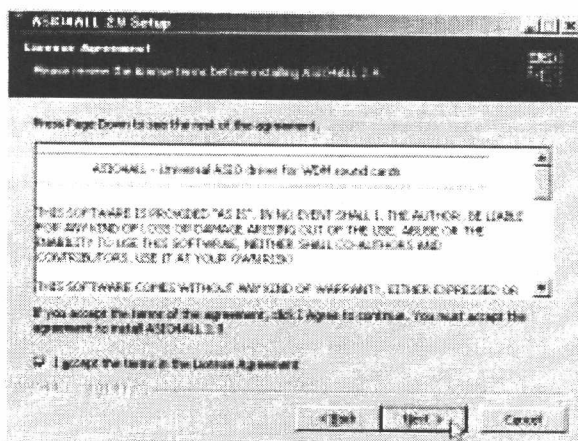 ASIO4ALL 2.9 Setup
License Agreement
Please review the license terms before installing ASIO4ALL 2.9.
Press Page Down to see the rest of the agreement.
ASIO4ALL - Universal ASIO driver for WDM sound cards
THIS SOFTWARE IS PROVIDED "AS IS". IN NO EVENT SHALL I, THE AUTHOR, BE LIABLE
FOR ANY KIND OF LOSS OR DAMAGE ARISING OUT OF THE USE, ABUSE OR THE
INABILITY TO USE THIS SOFTWARE, NEITHER SHALL CO-AUTHORS AND
CONTRIBUTORS. USE IT AT YOUR OWN RISK!
THIS SOFTWARE COMES WITHOUT ANY KIND OF WARRANTY, EITHER EXPRESSED OR
If you accept the terms of the agreement, click I Agree to continue. You must accept the
agreement to install ASIO4ALL 2.9.
I accept the terms in the License Agreement
< Back
Next >
Cancel